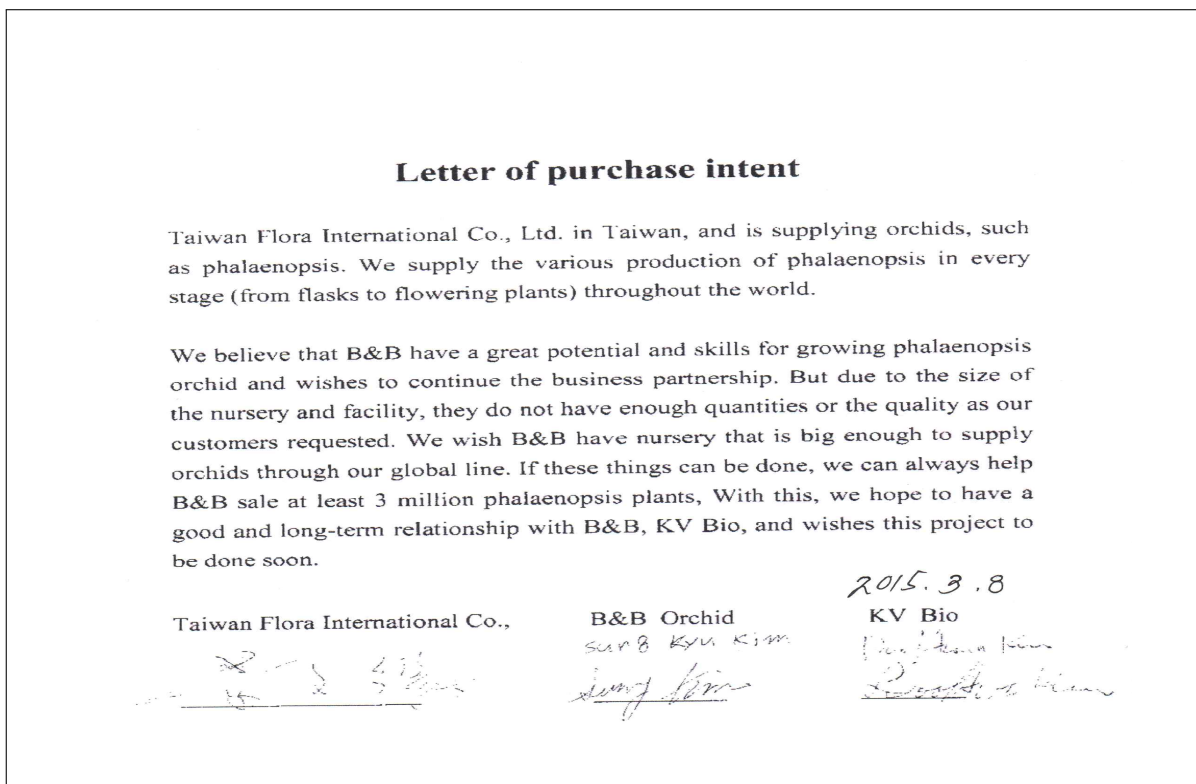 Letter of purchase intent
Taiwan Flora International Co., Ltd. in Taiwan, and is supplying orchids, such
as phalaenopsis. We supply the various production of phalaenopsis in every
stage (from flasks to flowering plants) throughout the world.
We believe that B&B have a great potential and skills for growing phalaenopsis
orchid and wishes to continue the business partnership. But due to the size of
the nursery and facility, they do not have enough quantities or the quality as our
customers requested. We wish B&B have nursery that is big enough to supply
orchids through our global line. If these things can be done, we can always help
B&B sale at least 3 million phalaenopsis plants, With this, we hope to have a
good and long-term relationship with B&B, KV Bio, and wishes this project to
be done soon.
2015. 3 .8
Taiwan Flora International Co., B&B Orchid KV Bio
sung Kyu Kim
Sung Kim